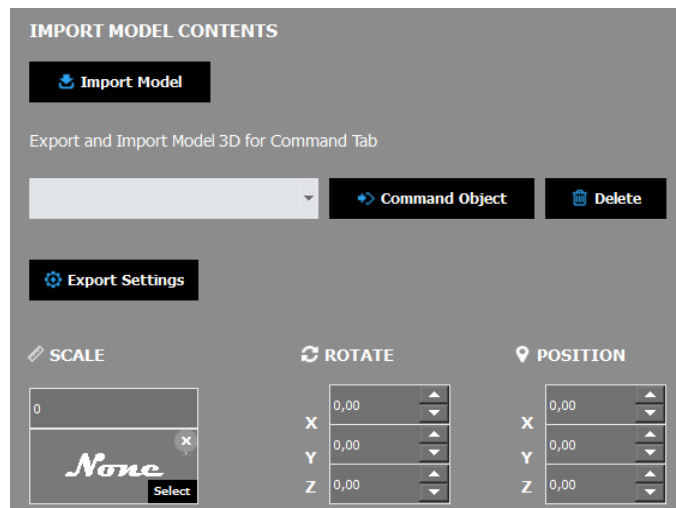 IMPORT MODEL CONTENTS
Import Model
Export and Import Model 3D for Command Tab
Command Object Delete
Export Settings
SCALE ROTATE POSITION
0 X 0,00 X 0,00
None Y 0,00 Y 0,00
Select Z 0,00 Z 0,00